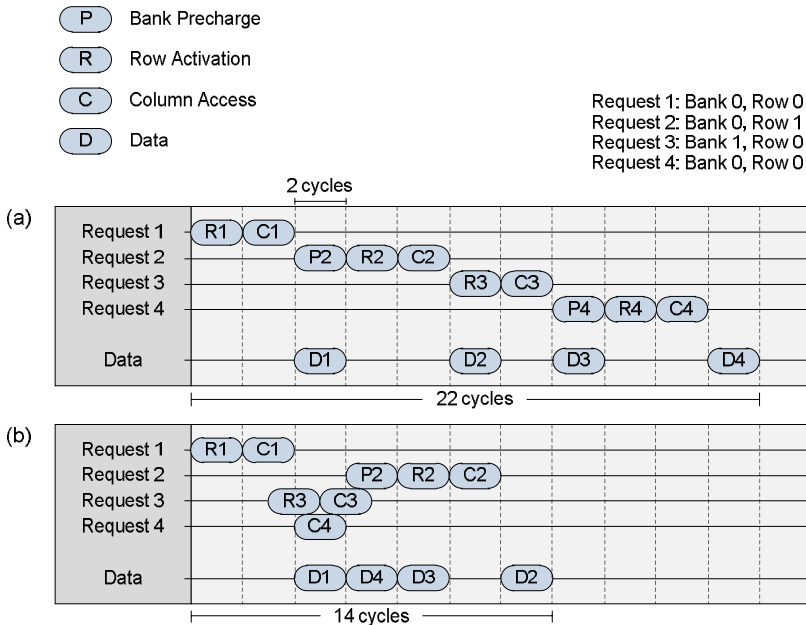 P Bank Precharge
R Row Activation
C Column Access
D Data
Request 1: Bank 0, Row 0
Request 2: Bank 0, Row 1
Request 3: Bank 1, Row 0
Request 4: Bank 0, Row 0
2 cycles
(a)
Request 1 R1 C1
Request 2 P2 R2 C2
Request 3 R3 C3
Request 4 P4 R4 C4
Data D1 D2 D3 D4
22 cycles
(b)
Request 1 R1 C1
Request 2 P2 R2 C2
Request 3 R3 C3
Request 4 C4
Data D1 D4 D3 D2
14 cycles